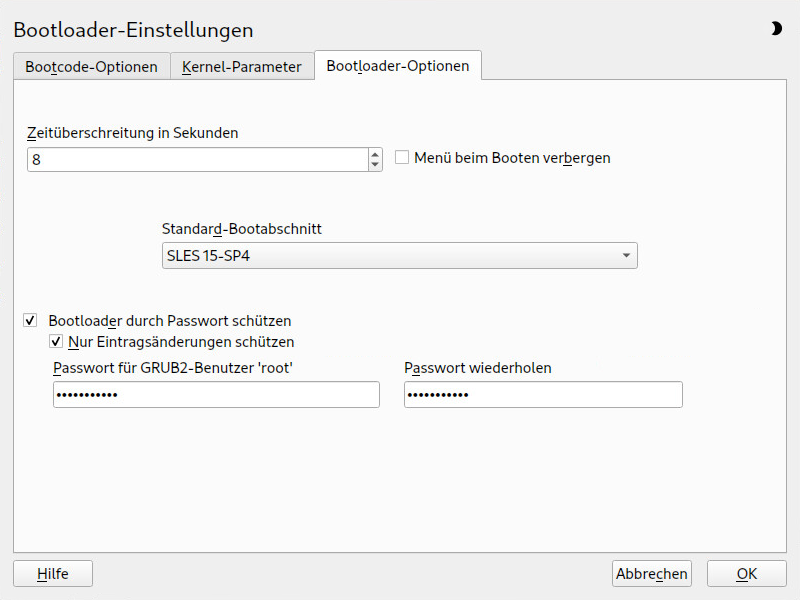 Bootloader-Einstellungen
Bootcode-Optionen Kernel-Parameter Bootloader-Optionen
Zeitüberschreitung in Sekunden
8 Menü beim Booten verbergen
Standard-Bootabschnitt
SLES 15-SP4
Bootloader durch Passwort schützen
Nur Eintragsänderungen schützen
Passwort für GRUB2-Benutzer 'root' Passwort wiederholen
••••••••••• •••••••••••
Hilfe Abbrechen OK